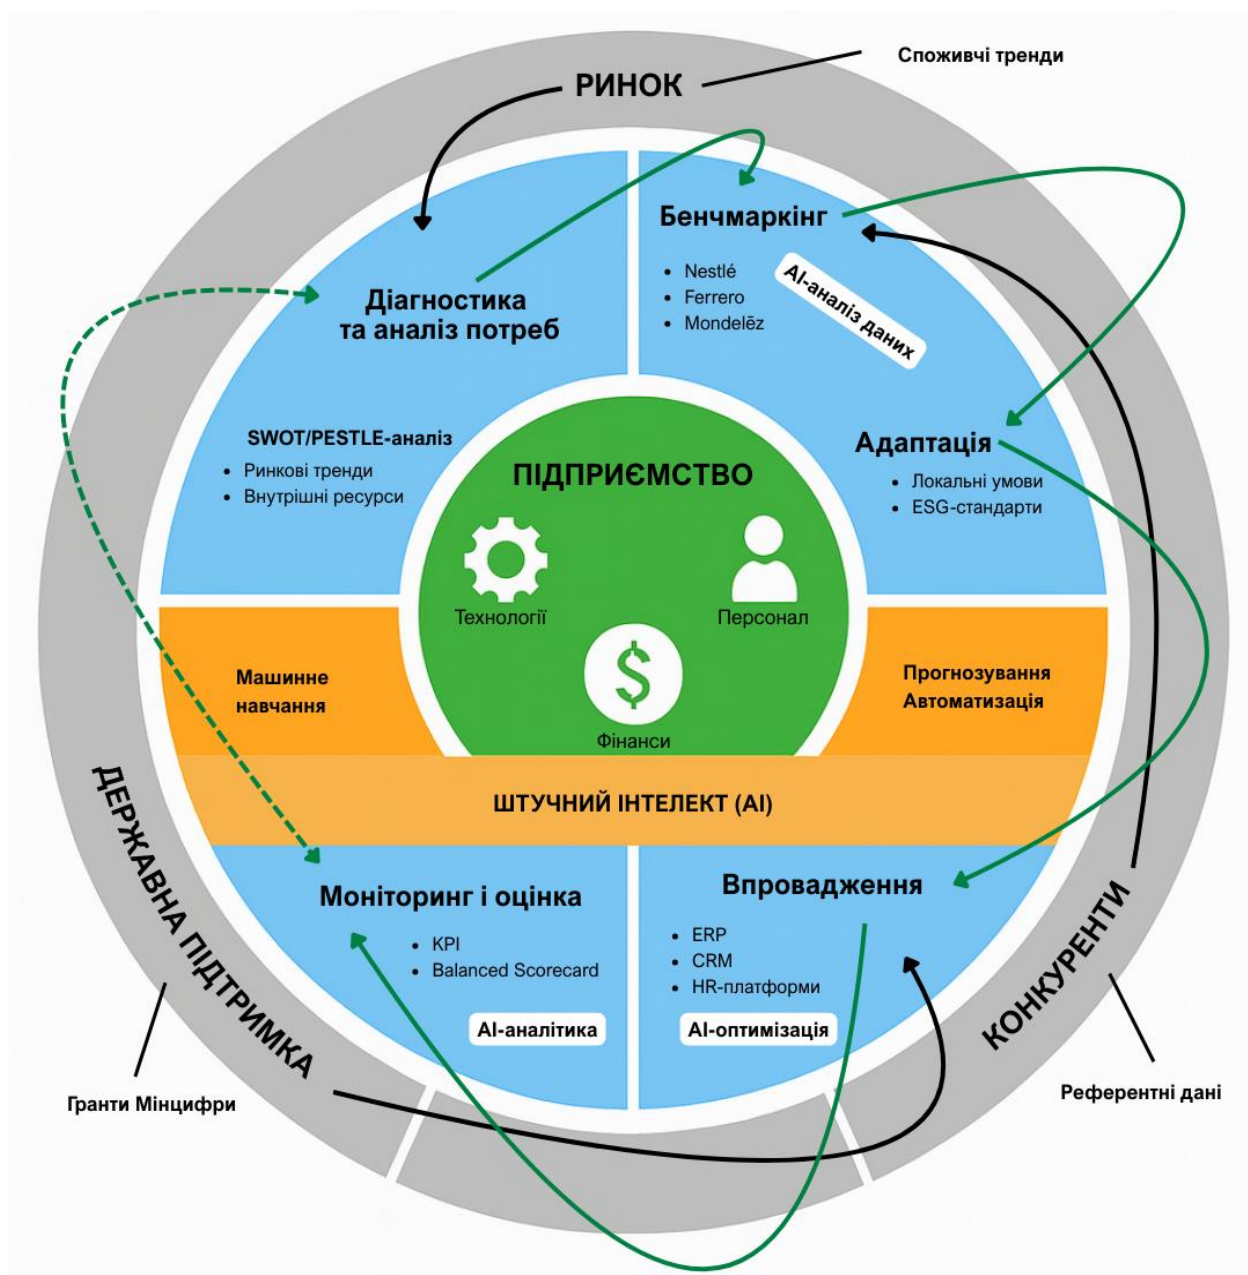 Споживчі тренди
РИНОК
Бенчмаркінг
• Nestlé
• Ferrero
• Mondelēz
AI-аналіз даних
Діагностика
та аналіз потреб
SWOT/PESTLE-аналіз
• Ринкові тренди
• Внутрішні ресурси
Адаптація
• Локальні умови
• ESG-стандарти
ПІДПРИЄМСТВО
Технології
Персонал
Фінанси
Машинне
навчання
Прогнозування
Автоматизація
ШТУЧНИЙ ІНТЕЛЕКТ (AI)
Моніторинг і оцінка
• KPI
• Balanced Scorecard
AI-аналітика
Впровадження
• ERP
• CRM
• HR-платформи
AI-оптимізація
ДЕРЖАВНА ПІДТРИМКА
КОНКУРЕНТИ
Гранти Мінцифри
Референтні дані